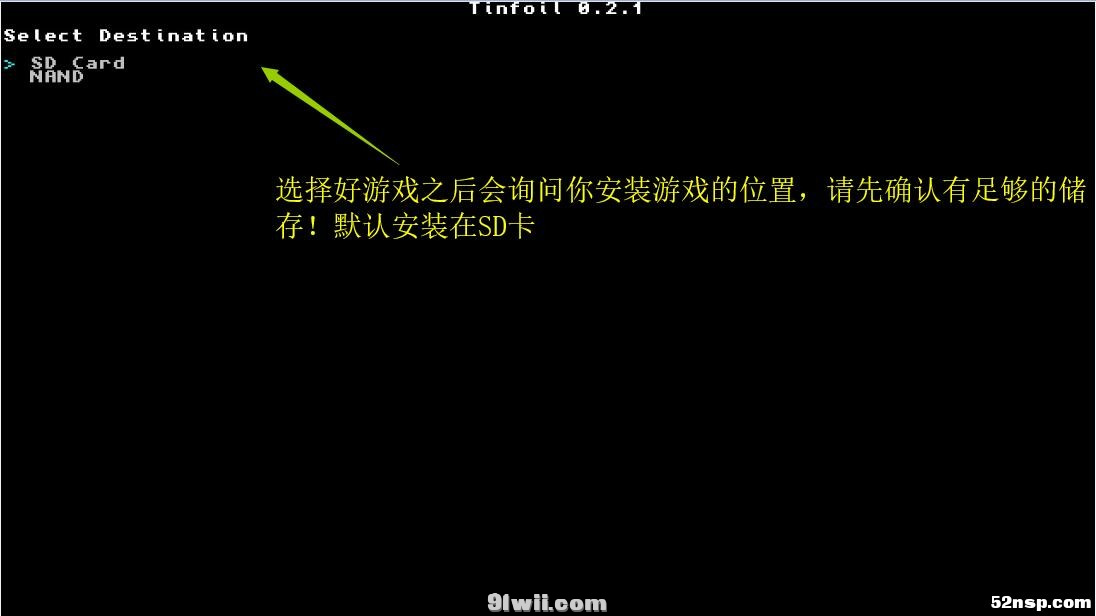 Tinfoil 0.2.1
Select Destination
> SD Card
NAND
选择好游戏之后会询问你安装游戏的位置，请先确认有足够的储
存！默认安装在SD卡
91wii.com
52nsp.com